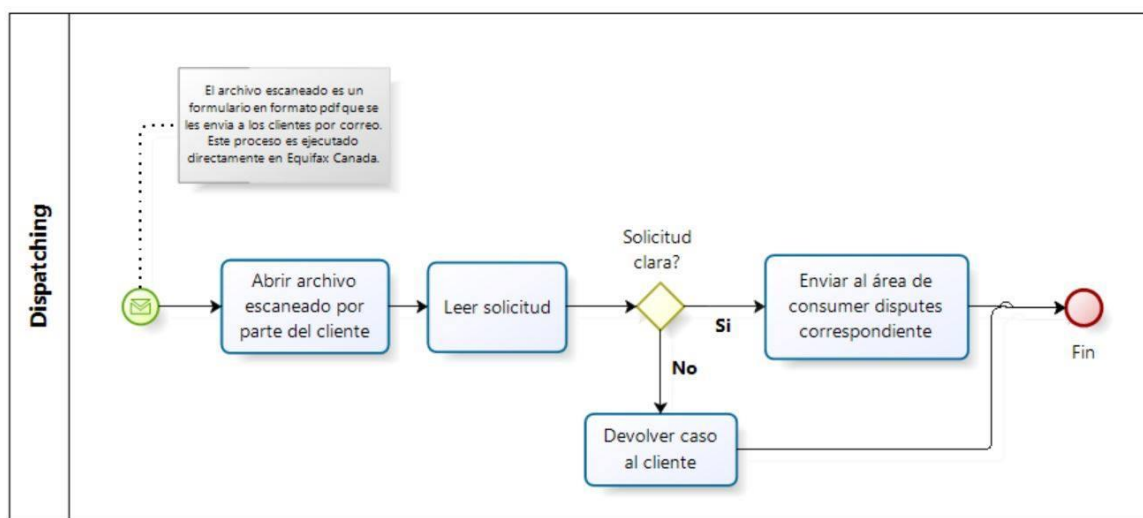 Dispatching
El archivo escaneado es un
formulario en formato pdf que se
les envia a los clientes por correo.
Este proceso es ejecutado
directamente en Equifax Canada.
Abrir archivo
escaneado por
parte del cliente
Leer solicitud
Solicitud
clara?
Si
No
Enviar al área de
consumer disputes
correspondiente
Devolver caso
al cliente
Fin